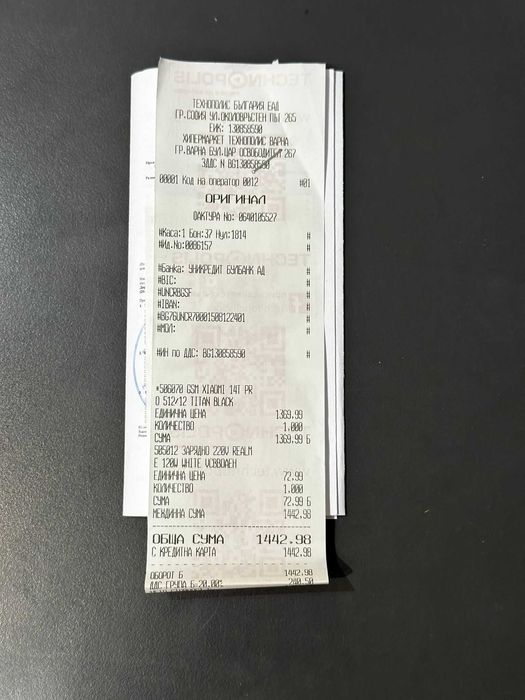 ТЕХНОПОЛИС БЪЛГАРИЯ ЕАД
ГР.СОФИЯ УЛ.ОКОЛОВРЪСТЕН ПЪТ 265
ЕИК: 130858590
ХИПЕРМАРКЕТ ТЕХНОПОЛИС ВАРНА
ГР.ВАРНА БУЛ.ЦАР ОСВОБОДИТЕЛ 267
ЗДДС N BG130858590
00001 Код на оператор 0012 #01
ОРИГИНАЛ
ФАКТУРА No: 0640105527
#Каса:1 Бон:37 Нул:1814 #
#Ид.No:0086157 #
#Банка: УНИКРЕДИТ БУЛБАНК АД #
#BIC: #
#UNCRBGSF #
#IBAN: #
#BG76UNCR70001508122401 #
#МОЛ: #
#ИН по ДДС: BG130858590 #
*506070 GSM XIAOMI 14T PR
O 512/12 TITAN BLACK
ЕДИНИЧНА ЦЕНА 1369.99
КОЛИЧЕСТВО 1.000
СУМА 1369.99 Б
505012 ЗАРЯДНО 220V REALM
E 120W WHITE VCBBOAEH
ЕДИНИЧНА ЦЕНА 72.99
КОЛИЧЕСТВО 1.000
СУМА 72.99 Б
МЕЖДИННА СУМА 1442.98
ОБЩА СУМА 1442.98
С КРЕДИТНА КАРТА 1442.98
ОБОРОТ Б 1442.98
ДДС ГРУПА Б-20.00% 240.50